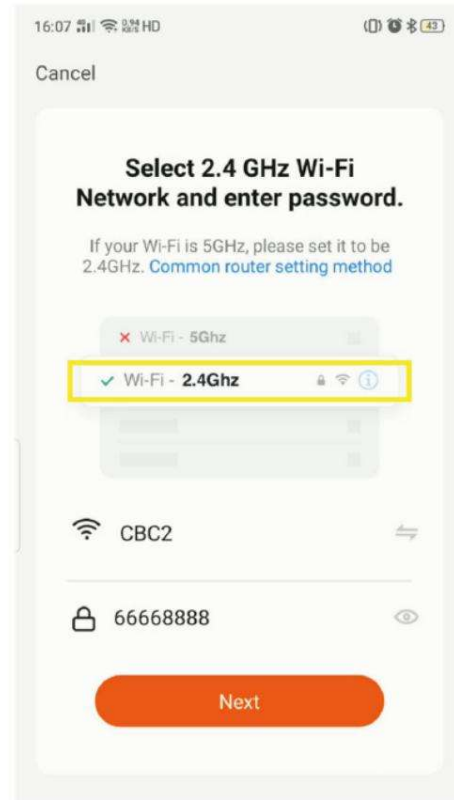 16:07 HD 43
Cancel
Select 2.4 GHz Wi-Fi
Network and enter password.
If your Wi-Fi is 5GHz, please set it to be
2.4GHz. Common router setting method
Wi-Fi - 5Ghz
Wi-Fi - 2.4Ghz
CBC2
66668888
Next